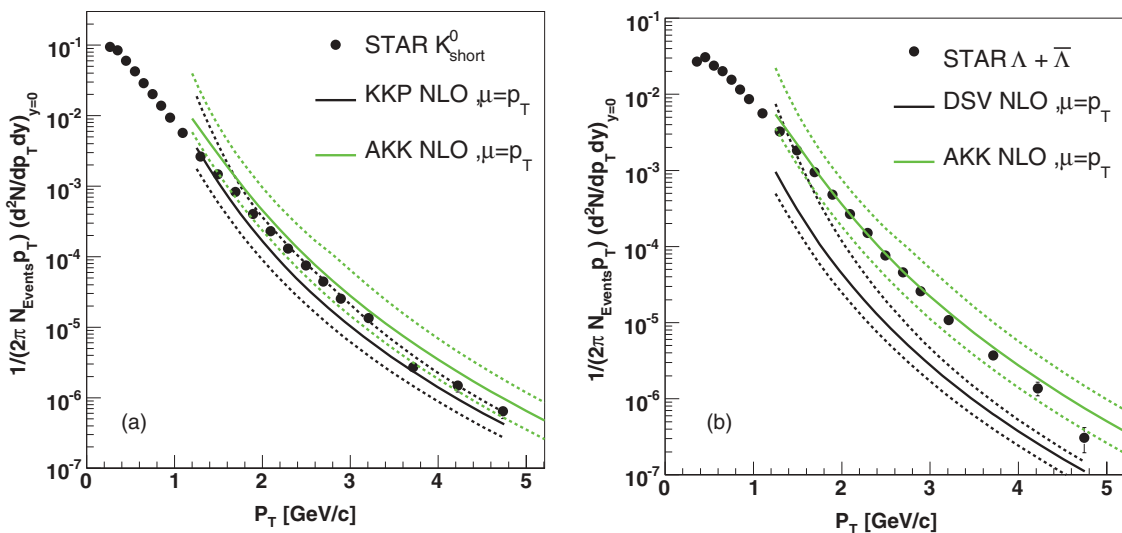 1/(2π N_Events p_T) (d²N/dp_T dy)_y=0
10⁻¹
10⁻²
10⁻³
10⁻⁴
10⁻⁵
10⁻⁶
10⁻⁷
STAR K⁰_short
KKP NLO ,μ=p_T
AKK NLO ,μ=p_T
(a)
0 1 2 3 4 5
P_T [GeV/c]
1/(2π N_Events p_T) (d²N/dp_T dy)_y=0
10⁻¹
10⁻²
10⁻³
10⁻⁴
10⁻⁵
10⁻⁶
10⁻⁷
STAR Λ + Λ̅
DSV NLO ,μ=p_T
AKK NLO ,μ=p_T
(b)
0 1 2 3 4 5
P_T [GeV/c]